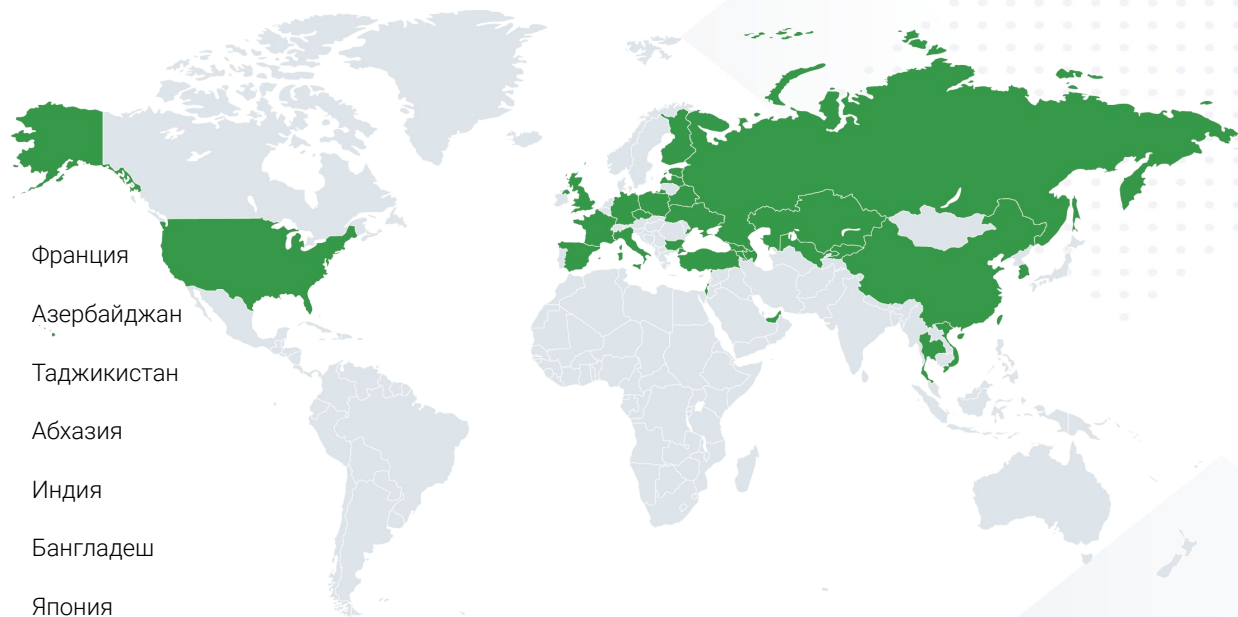 Франция
Азербайджан
Таджикистан
Абхазия
Индия
Бангладеш
Япония